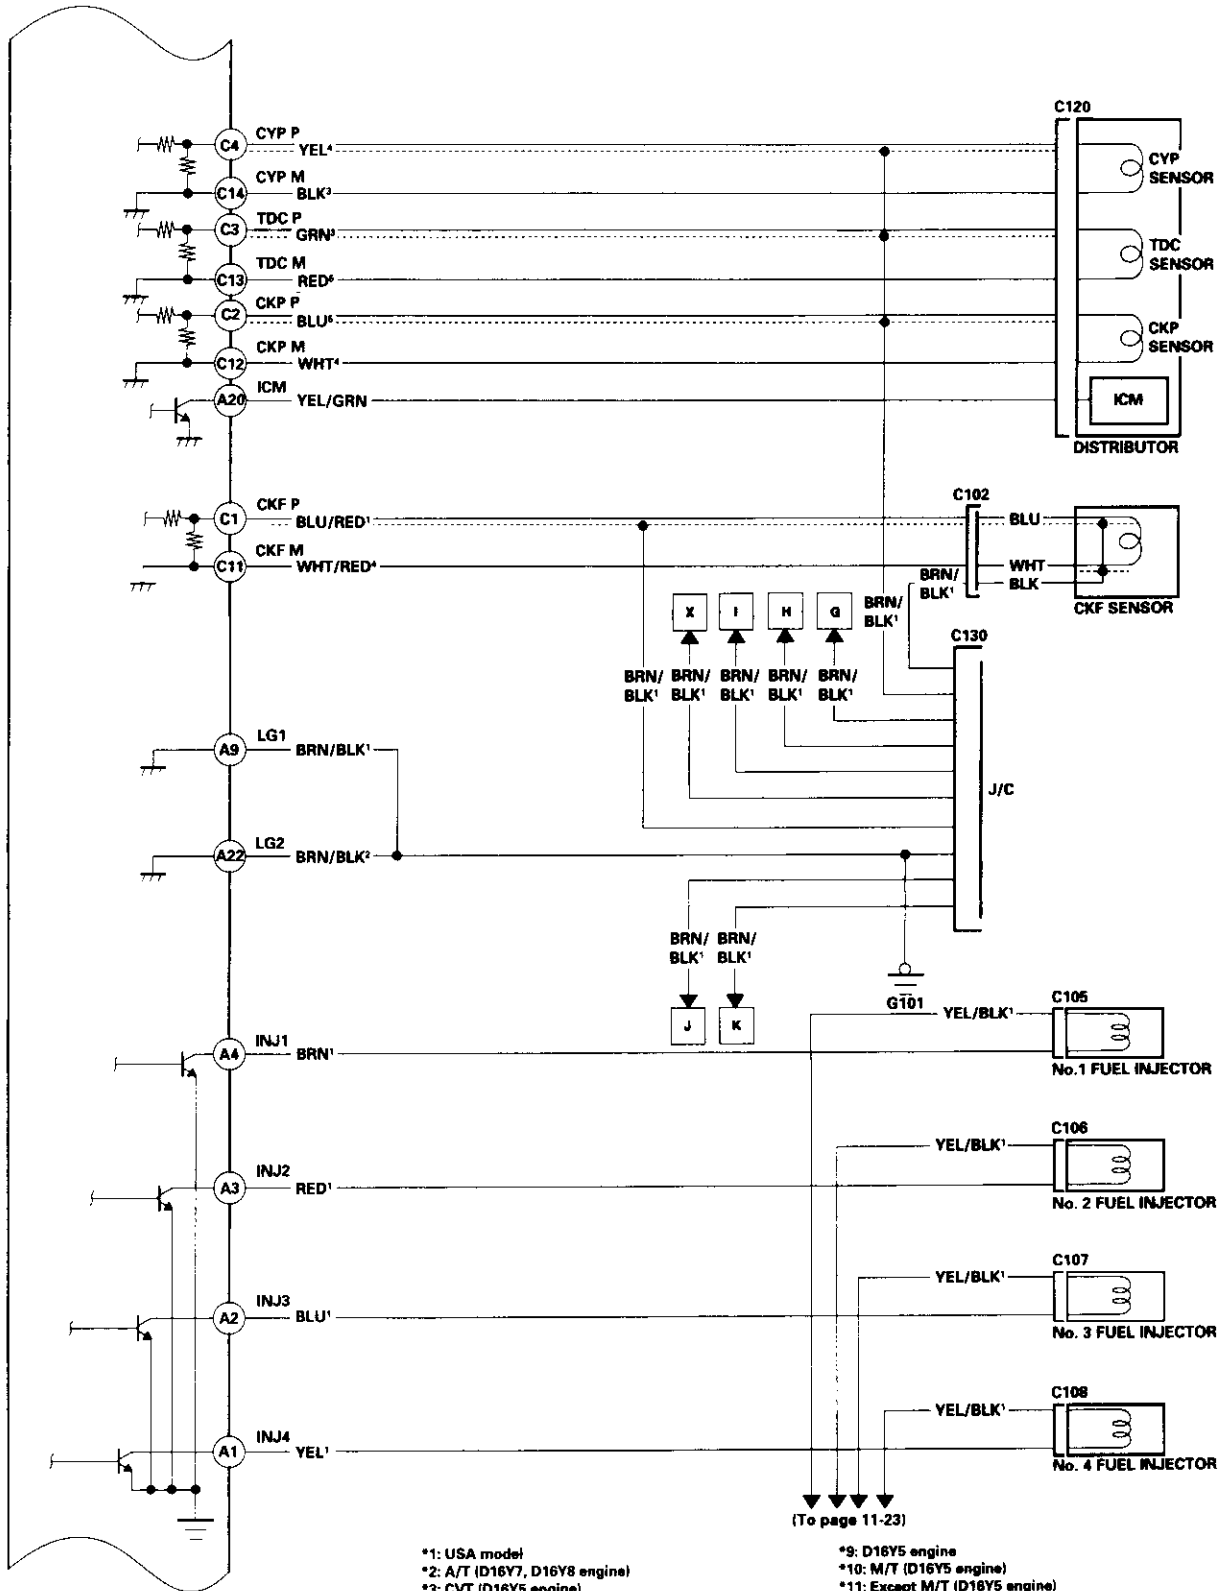 C120
C4 CYP P
YEL⁴
CYP SENSOR
C14 CYP M
BLK³
C3 TDC P
GRN³
TDC SENSOR
C13 TDC M
RED⁵
C2 CKP P
BLU⁵
CKP SENSOR
C12 CKP M
WHT⁴
A20 ICM
YEL/GRN
ICM
DISTRIBUTOR
C1 CKF P
BLU/RED¹
C102
BLU
C11 CKF M
WHT/RED⁴
WHT
BRN/BLK¹
BLK
CKF SENSOR
X I H G
BRN/BLK¹
C130
BRN/BLK¹ BRN/BLK¹ BRN/BLK¹ BRN/BLK¹ BRN/BLK¹
A9 LG1
BRN/BLK¹
J/C
A22 LG2
BRN/BLK²
BRN/BLK¹ BRN/BLK¹
G101
J K
C105
YEL/BLK¹
A4 INJ1
BRN¹
No.1 FUEL INJECTOR
C106
YEL/BLK¹
A3 INJ2
RED¹
No. 2 FUEL INJECTOR
C107
YEL/BLK¹
A2 INJ3
BLU¹
No. 3 FUEL INJECTOR
C108
YEL/BLK¹
A1 INJ4
YEL¹
No. 4 FUEL INJECTOR
(To page 11-23)
*1: USA model
*2: A/T (D16Y7, D16Y8 engine)
*3: CVT (D16Y5 engine)
*9: D16Y5 engine
*10: M/T (D16Y5 engine)
*11: Except M/T (D16Y5 engine)